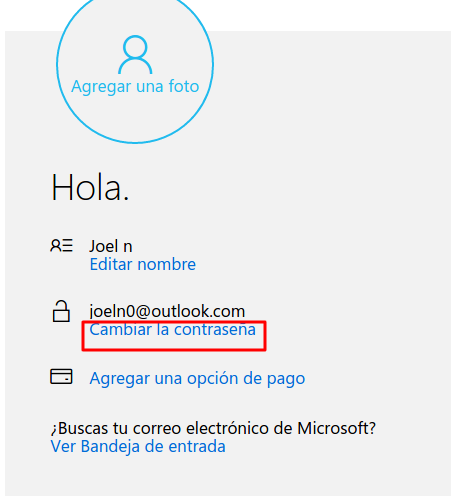 Agregar una foto
Hola.
Joel n
Editar nombre
joeln0@outlook.com
Cambiar la contraseña
Agregar una opción de pago
¿Buscas tu correo electrónico de Microsoft?
Ver Bandeja de entrada